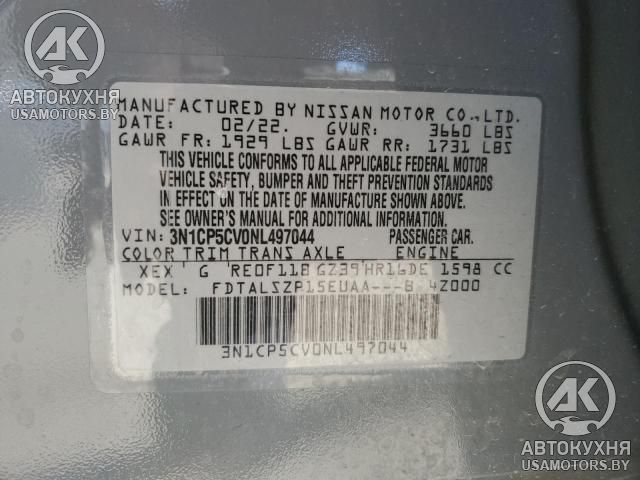 AK
АВТОКУХНЯ
USAMOTORS.BY
MANUFACTURED BY NISSAN MOTOR CO.,LTD.
DATE: 02/22. GVWR: 3660 LBS
GAWR FR: 1929 LBS GAWR RR: 1731 LBS
THIS VEHICLE CONFORMS TO ALL APPLICABLE FEDERAL MOTOR
VEHICLE SAFETY, BUMPER AND THEFT PREVENTION STANDARDS
IN EFFECT ON THE DATE OF MANUFACTURE SHOWN ABOVE.
SEE OWNER'S MANUAL FOR ADDITIONAL INFORMATION.
VIN: 3N1CP5CV0NL497044 PASSENGER CAR.
COLOR TRIM TRANS AXLE ENGINE
XEX G RE0F11B GZ39 HR16DE 1598 CC
MODEL: FDTALSZP15EUAA---B 4Z000
3N1CP5CV0NL497044
AK
АВТОКУХНЯ
USAMOTORS.BY